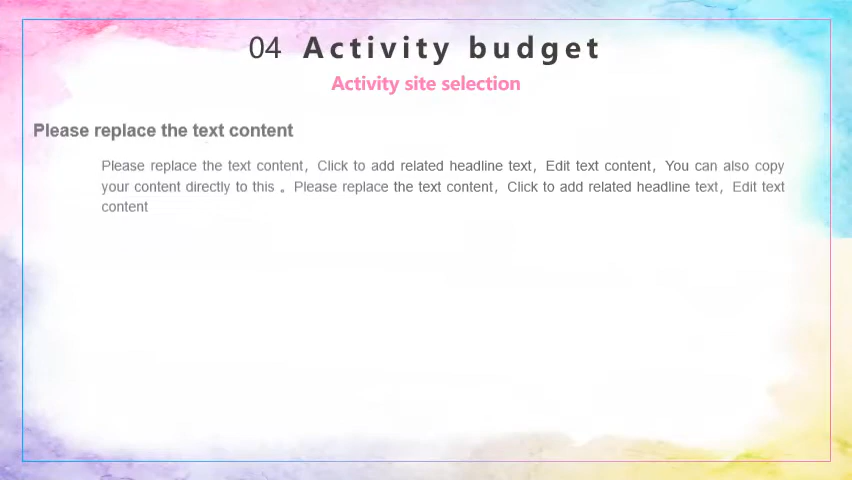 04 Activity budget
Activity site selection
Please replace the text content
Please replace the text content，Click to add related headline text，Edit text content，You can also copy
your content directly to this 。Please replace the text content，Click to add related headline text，Edit text
content